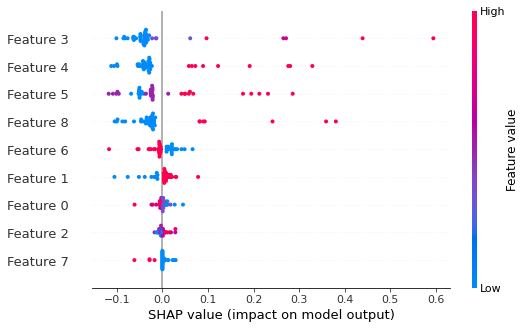 High
Feature 3
Feature 4
Feature 5
Feature 8
Feature 6
Feature 1
Feature 0
Feature 2
Feature 7
Feature value
Low
−0.1 0.0 0.1 0.2 0.3 0.4 0.5 0.6
SHAP value (impact on model output)